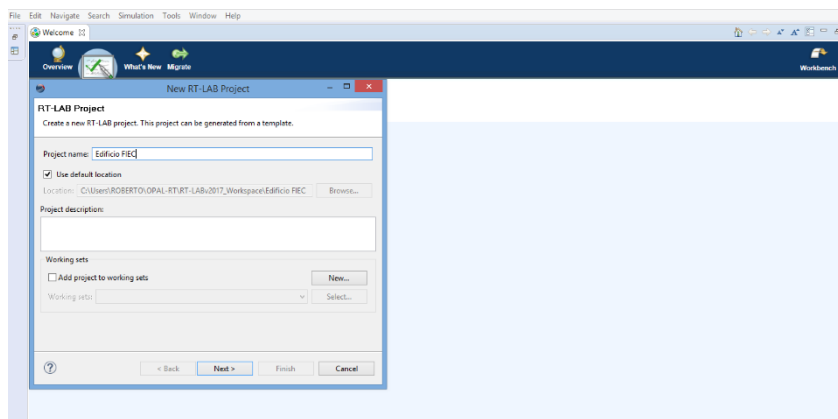 File Edit Navigate Search Simulation Tools Window Help
Welcome
Overview What's New Migrate Workbench
New RT-LAB Project
RT-LAB Project
Create a new RT-LAB project. This project can be generated from a template.
Project name: Edificio FIEC
Use default location
Location: C:\Users\ROBERTO\OPAL-RT\RT-LABv2017_Workspace\Edificio FIEC Browse...
Project description:
Working sets
Add project to working sets New...
Working sets: Select...
? < Back Next > Finish Cancel